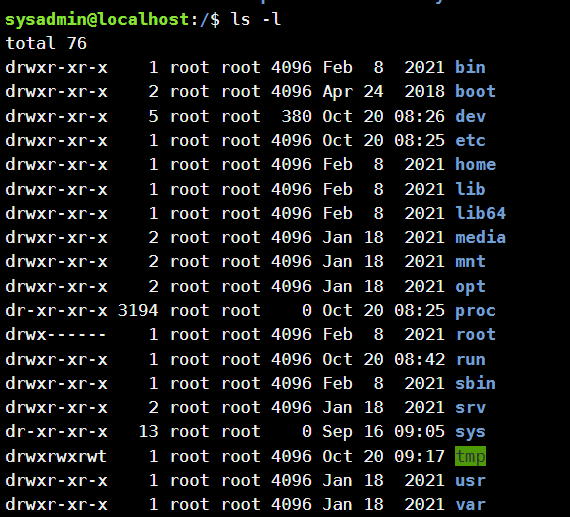 sysadmin@localhost:/$ ls -l
total 76
drwxr-xr-x    1 root root 4096 Feb  8  2021 bin
drwxr-xr-x    2 root root 4096 Apr 24  2018 boot
drwxr-xr-x    5 root root  380 Oct 20 08:26 dev
drwxr-xr-x    1 root root 4096 Oct 20 08:25 etc
drwxr-xr-x    1 root root 4096 Feb  8  2021 home
drwxr-xr-x    1 root root 4096 Feb  8  2021 lib
drwxr-xr-x    1 root root 4096 Feb  8  2021 lib64
drwxr-xr-x    2 root root 4096 Jan 18  2021 media
drwxr-xr-x    2 root root 4096 Jan 18  2021 mnt
drwxr-xr-x    2 root root 4096 Jan 18  2021 opt
dr-xr-xr-x 3194 root root    0 Oct 20 08:25 proc
drwx------    1 root root 4096 Feb  8  2021 root
drwxr-xr-x    1 root root 4096 Oct 20 08:42 run
drwxr-xr-x    1 root root 4096 Feb  8  2021 sbin
drwxr-xr-x    2 root root 4096 Jan 18  2021 srv
dr-xr-xr-x   13 root root    0 Sep 16 09:05 sys
drwxrwxrwt    1 root root 4096 Oct 20 09:17 tmp
drwxr-xr-x    1 root root 4096 Jan 18  2021 usr
drwxr-xr-x    1 root root 4096 Jan 18  2021 var